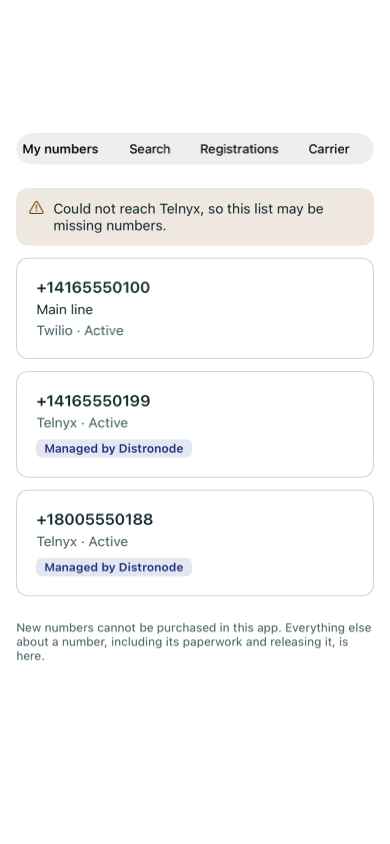 My numbers
Search
Registrations
Carrier
Could not reach Telnyx, so this list may be
missing numbers.
+14165550100
Main line
Twilio · Active
+14165550199
Telnyx · Active
Managed by Distronode
+18005550188
Telnyx · Active
Managed by Distronode
New numbers cannot be purchased in this app. Everything else
about a number, including its paperwork and releasing it, is
here.